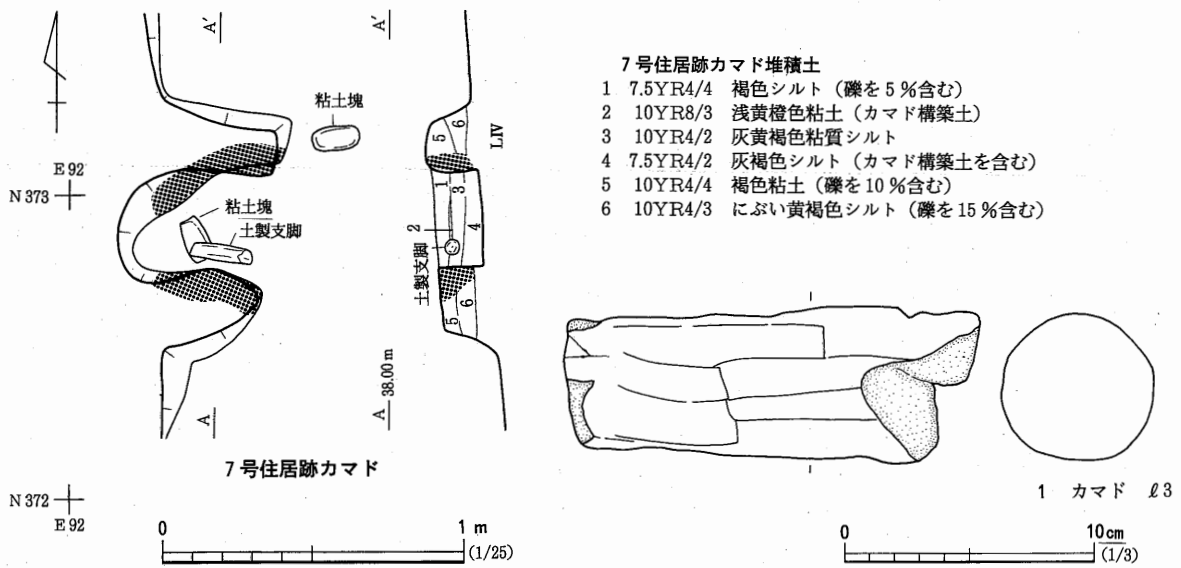 A′
A′
粘土塊
6
5
LⅣ
E 92
N 373
1
3
粘土塊
土製支脚
2
4
土製支脚
6
5
A
A
38.00 m
7号住居跡カマド
N 372
E 92
0
1 m
(1/25)
7号住居跡カマド堆積土
1 7.5YR4/4 褐色シルト（礫を5％含む）
2 10YR8/3 浅黄橙色粘土（カマド構築土）
3 10YR4/2 灰黄褐色粘質シルト
4 7.5YR4/2 灰褐色シルト（カマド構築土を含む）
5 10YR4/4 褐色粘土（礫を10％含む）
6 10YR4/3 にぶい黄褐色シルト（礫を15％含む）
1 カマド ℓ3
0
10cm
(1/3)